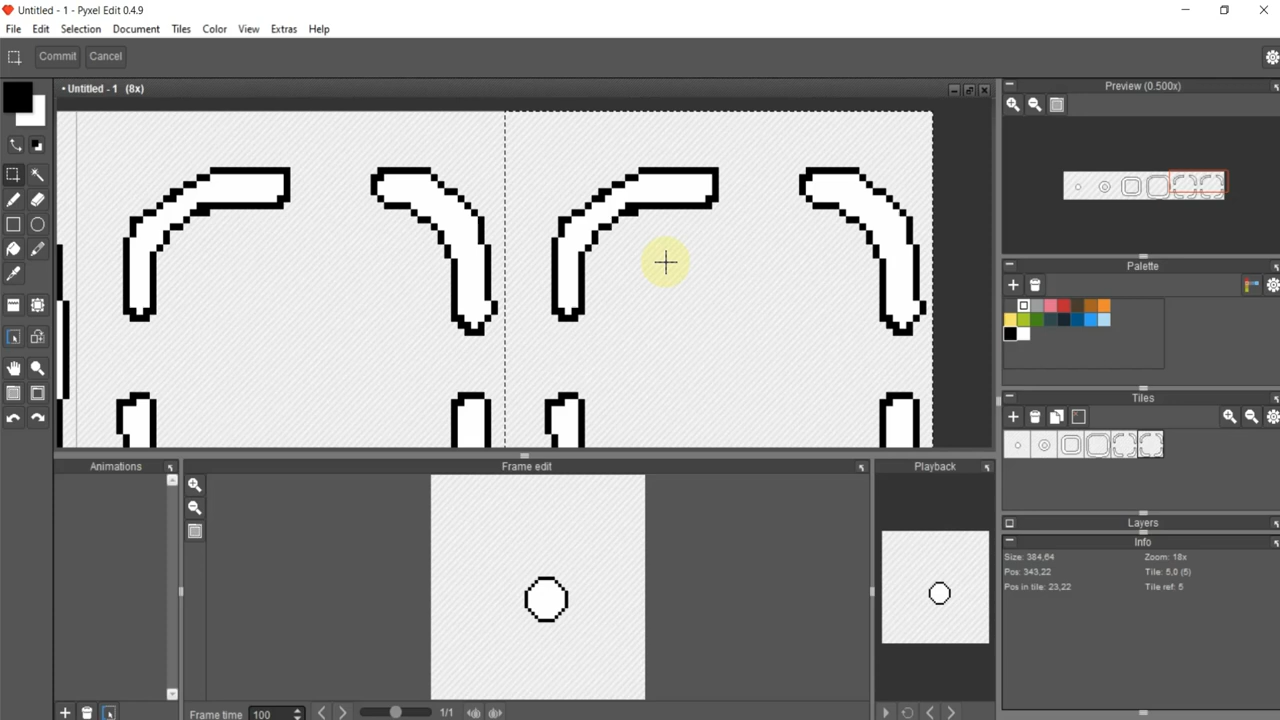 Untitled - 1 - Pyxel Edit 0.4.9
File Edit Selection Document Tiles Color View Extras Help
Commit Cancel
• Untitled - 1 (8x)
Preview (0.500x)
Palette
Tiles
Layers
Info
Size: 384,64 Zoom: 18x
Pos: 343,22 Tile: 5,0 (5)
Pos in tile: 23,22 Tile ref: 5
Animations
Frame edit
Playback
Frame time 100 1/1